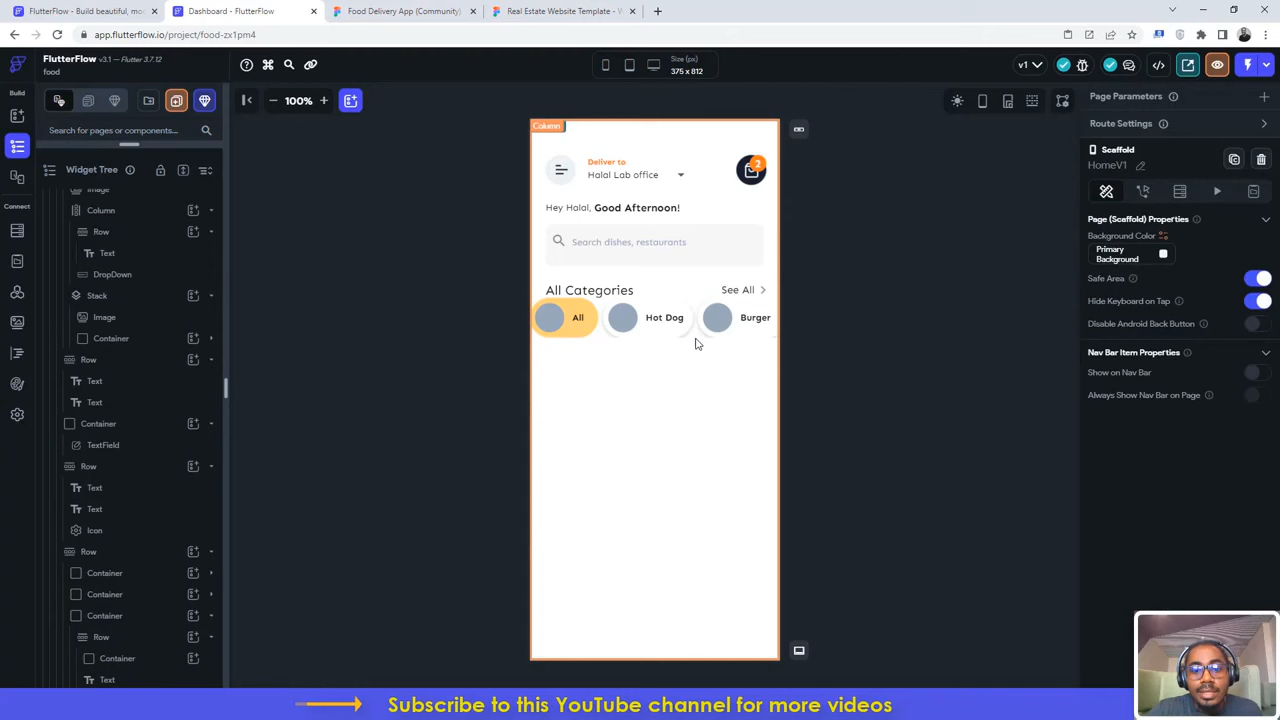 FlutterFlow - Build beautiful, mo
Dashboard - FlutterFlow
Food Delivery App (Community)
Real Estate Website Template - W
app.flutterflow.io/project/food-zx1pm4
FlutterFlow v3.1 – Flutter 3.7.12
food
Size (px)
375 x 812
v1
Build
100%
Page Parameters
Search for pages or components...
Route Settings
Column
Scaffold
HomeV1
Widget Tree
Deliver to
Halal Lab office
2
Image
Column
Row
Text
DropDown
Stack
Image
Container
Row
Text
Text
Container
TextField
Row
Text
Text
Icon
Row
Container
Container
Container
Row
Container
Text
Connect
Hey Halal, Good Afternoon!
Search dishes, restaurants
All Categories
See All
All
Hot Dog
Burger
Page (Scaffold) Properties
Background Color
Primary
Background
Safe Area
Hide Keyboard on Tap
Disable Android Back Button
Nav Bar Item Properties
Show on Nav Bar
Always Show Nav Bar on Page
Subscribe to this YouTube channel for more videos